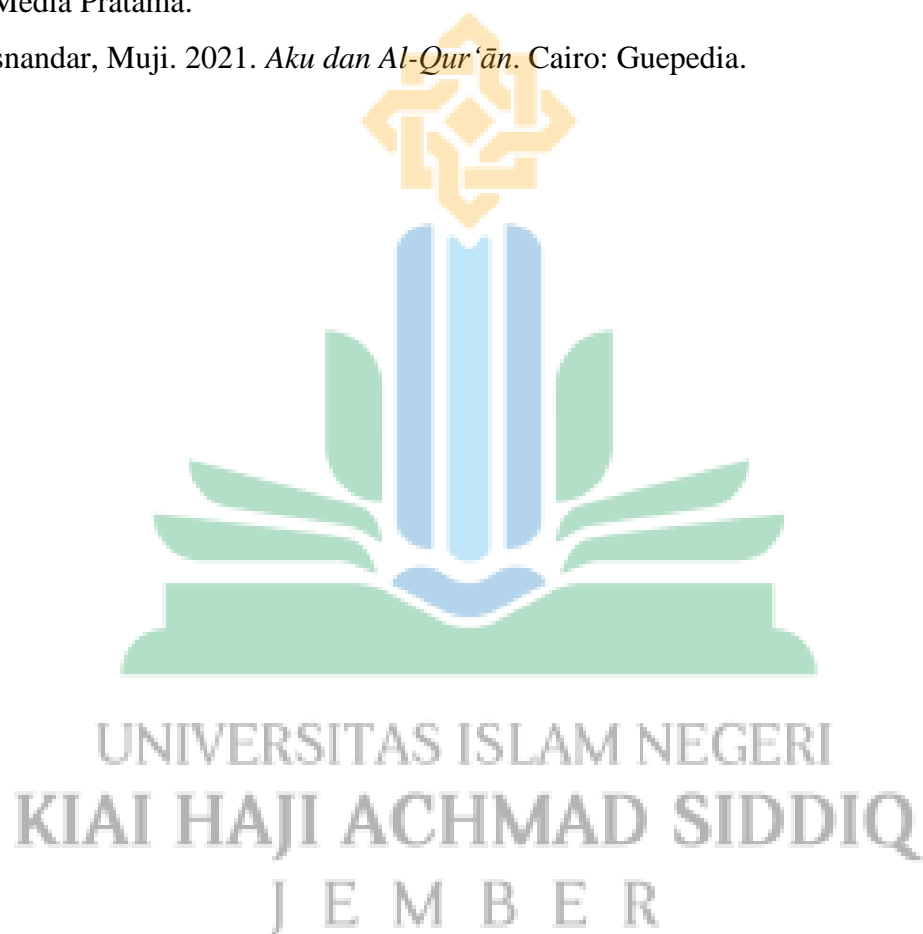 Media Pratama.
snandar, Muji. 2021. Aku dan Al-Qur‘ān. Cairo: Guepedia.
UNIVERSITAS ISLAM NEGERI
KIAI HAJI ACHMAD SIDDIQ
J E M B E R